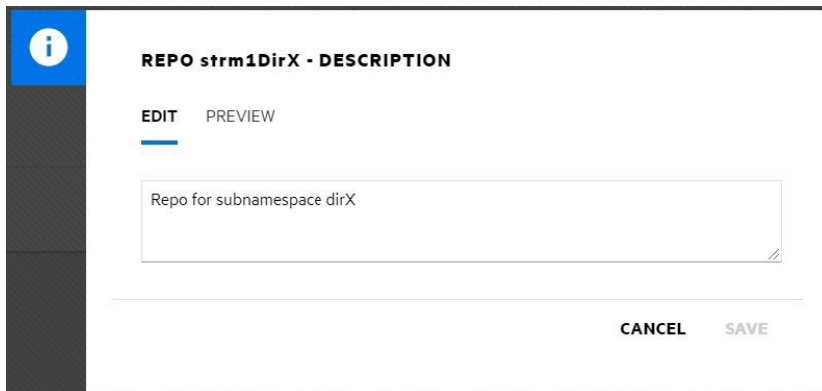 REPO strm1DirX - DESCRIPTION
EDIT PREVIEW
Repo for subnamespace dirX
CANCEL SAVE